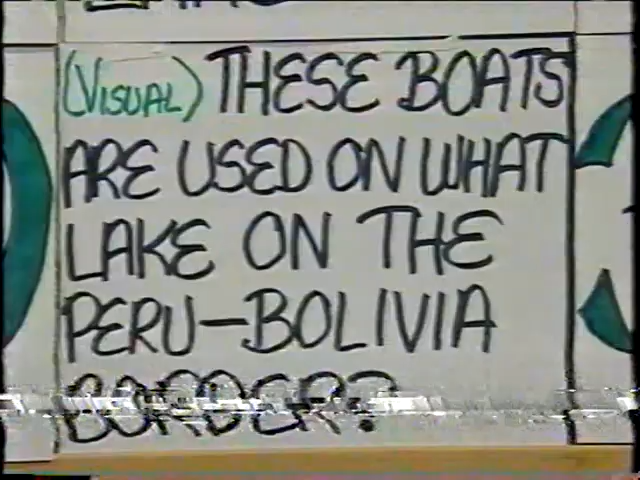 (VISUAL) THESE BOATS
ARE USED ON WHAT
LAKE ON THE
PERU–BOLIVIA
BORDER?